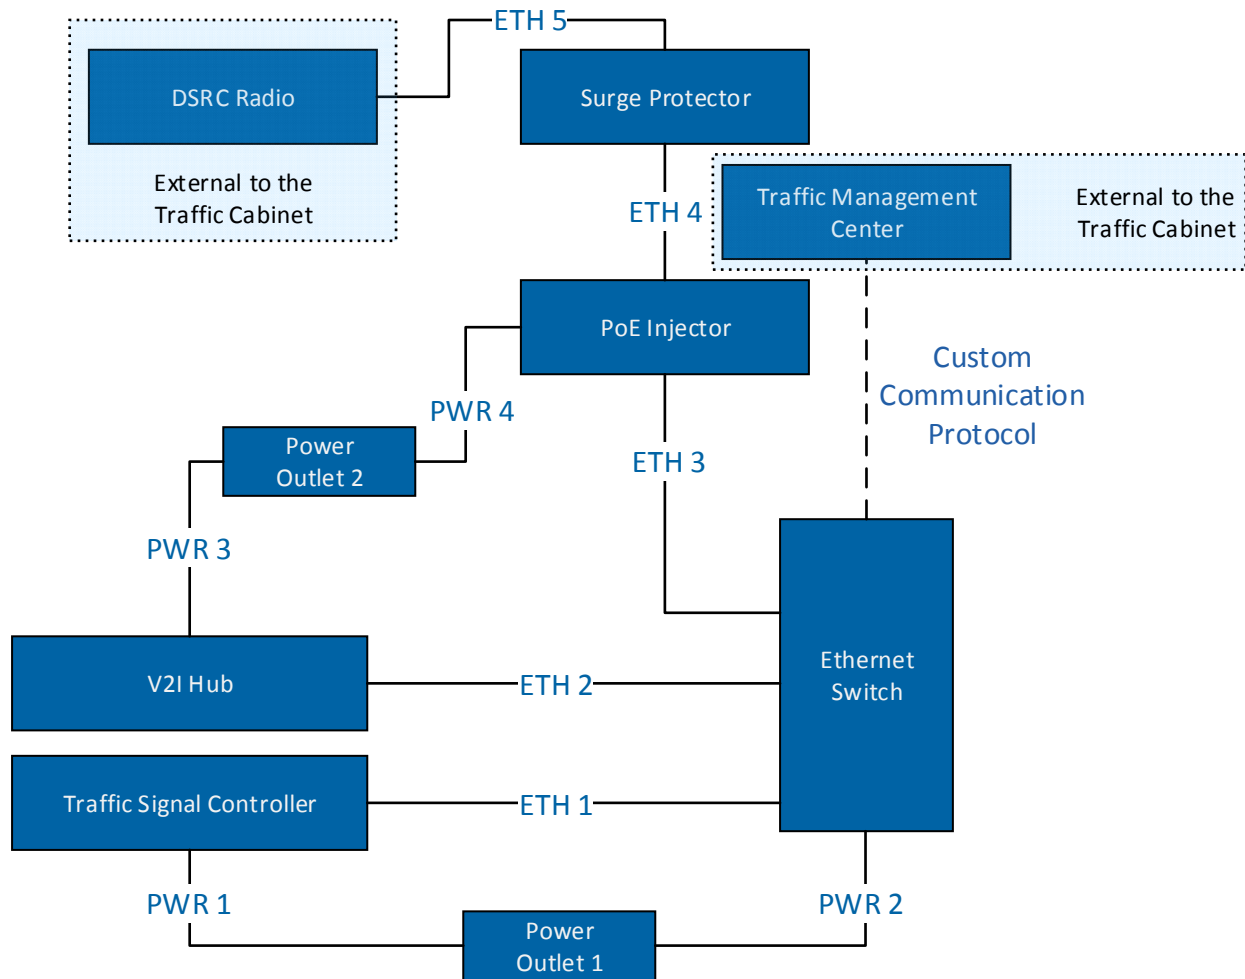 ETH 5
DSRC Radio
Surge Protector
External to the
Traffic Cabinet
ETH 4
Traffic Management
Center
External to the
Traffic Cabinet
PoE Injector
Custom
Communication
Protocol
PWR 4
Power
Outlet 2
ETH 3
PWR 3
V2I Hub
ETH 2
Ethernet
Switch
Traffic Signal Controller
ETH 1
PWR 1
PWR 2
Power
Outlet 1